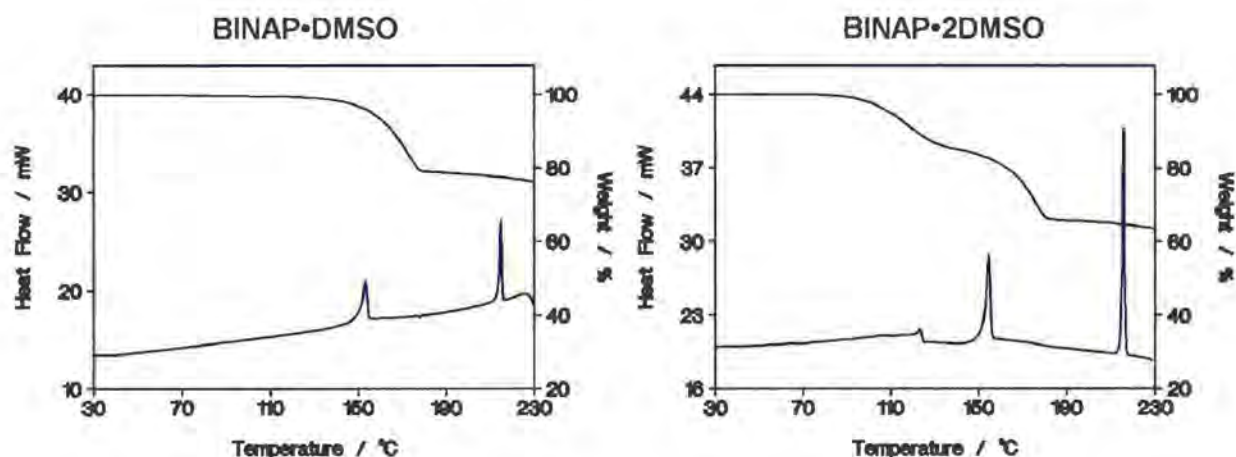 BINAP•DMSO
40
30
20
10
Heat Flow / mW
100
80
60
40
20
Weight / %
30 70 110 150 190 230
Temperature / °C
BINAP•2DMSO
44
37
30
23
16
Heat Flow / mW
100
80
60
40
20
Weight / %
30 70 110 150 190 230
Temperature / °C